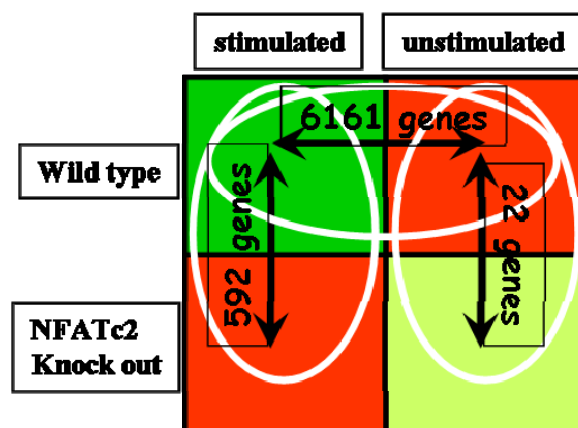 stimulated
unstimulated
6161 genes
Wild type
592 genes
22 genes
NFATc2
Knock out